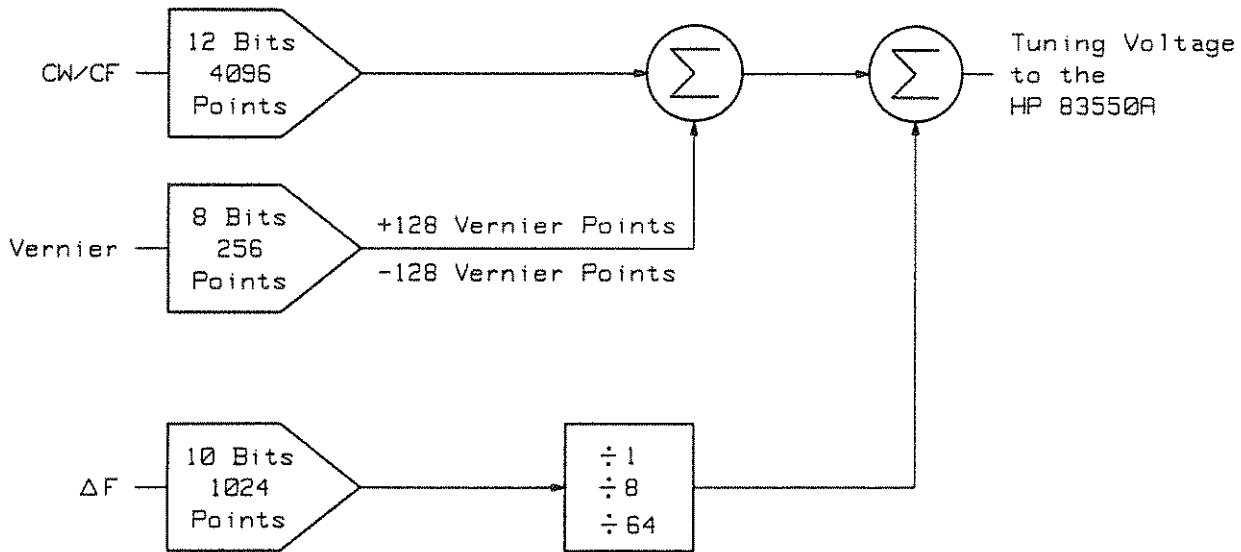 12 Bits
4096
Points
CW/CF
Σ
Σ
Tuning Voltage
to the
HP 83550A
8 Bits
256
Points
Vernier
+128 Vernier Points
-128 Vernier Points
10 Bits
1024
Points
ΔF
÷1
÷8
÷64